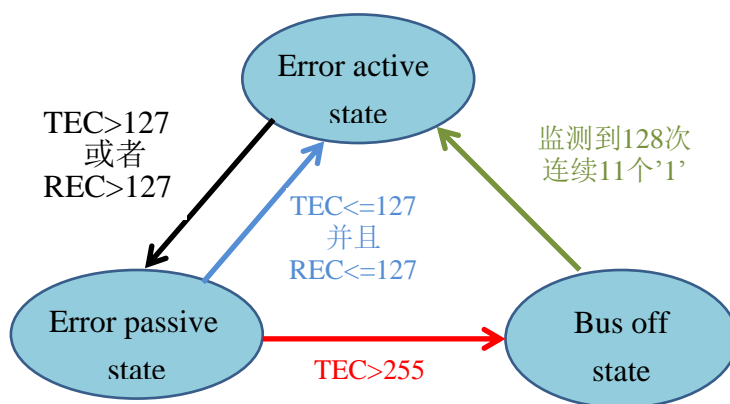 Error active
state
TEC>127
或者
REC>127
监测到128次
连续11个’1’
TEC<=127
并且
REC<=127
Error passive
state
Bus off
state
TEC>255